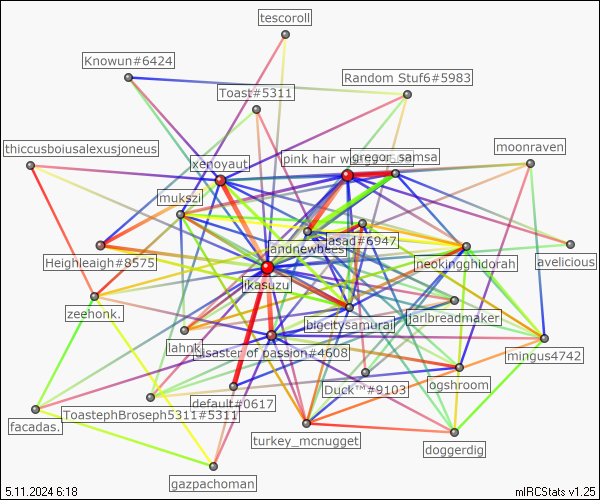 tescoroll
Knowun#6424
Random Stuf6#5983
Toast#5311
thiccusboiusalexusjoneus
moonraven
xenoyaut
pink hair
gregor_samsa
mukszi
andnewbees
asad#6947
Heighleaigh#8575
neokingghidorah
avelicious
ikasuzu
zeehonk.
bigcitysamurai
jarlbreadmaker
lahnk
disaster of passion#4608
mingus4742
Duck™#9103
ogshroom
default#0617
ToastephBroseph5311#5311
facadas.
turkey_mcnugget
doggerdig
gazpachoman
5.11.2024 6:18
mIRCStats v1.25